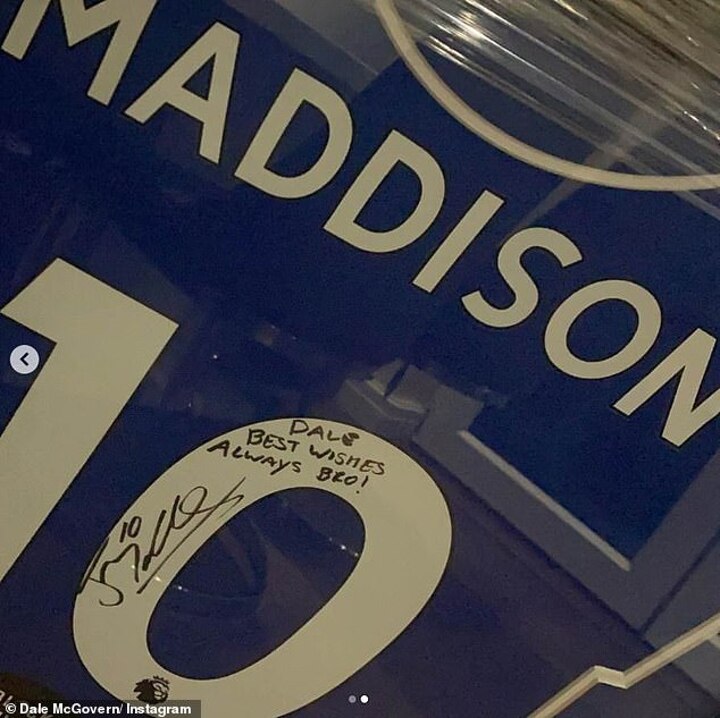 MADDISON
10
DALE
BEST WISHES
ALWAYS BRO!
10
© Dale McGovern/ Instagram